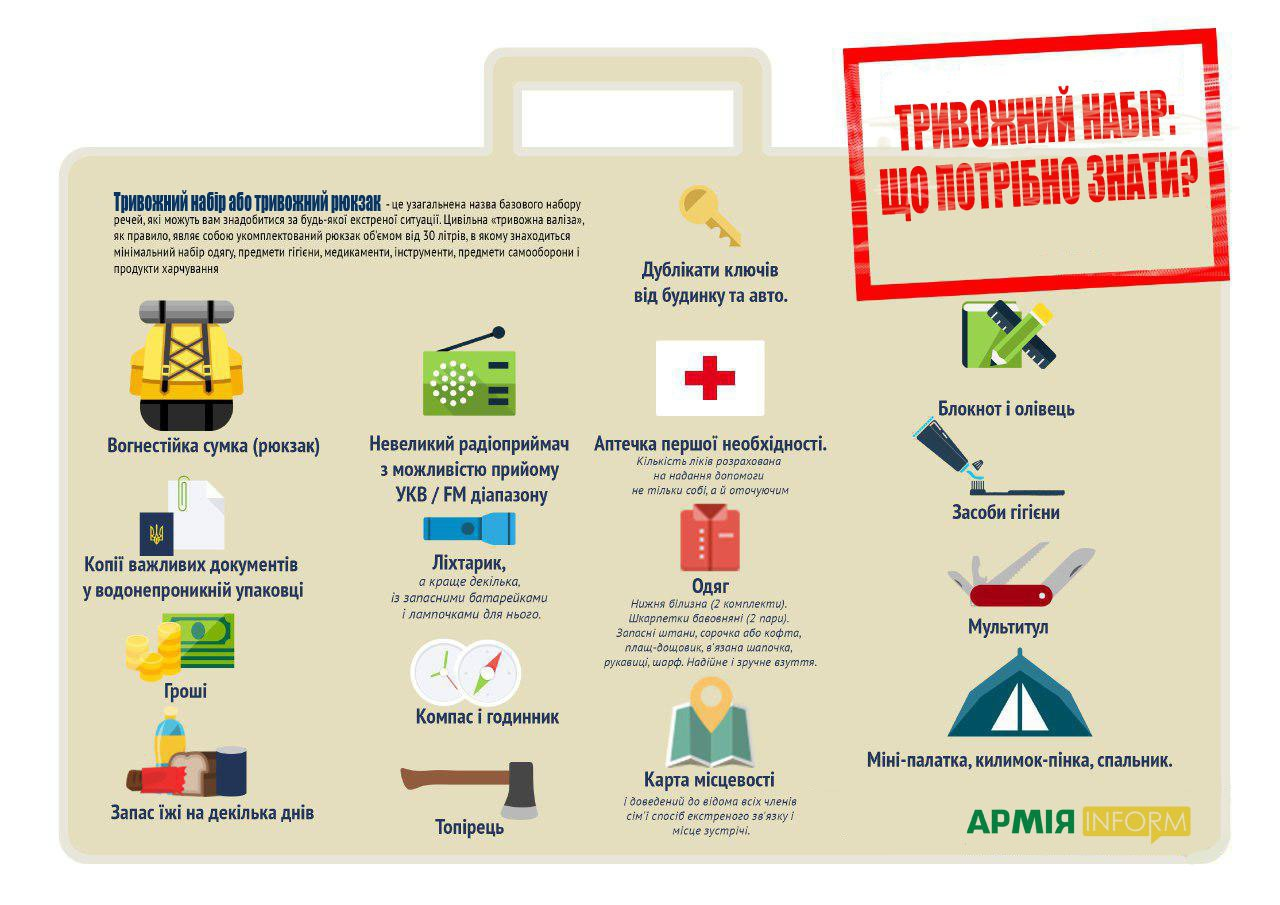 ТРИВОЖНИЙ НАБІР:
ЩО ПОТРІБНО ЗНАТИ?
Тривожний набір або тривожний рюкзак - це узагальнена назва базового набору
речей, які можуть вам знадобитися за будь-якої екстреної ситуації. Цивільна «тривожна валіза»,
як правило, являє собою укомплектований рюкзак об'ємом від 30 літрів, в якому знаходиться
мінімальний набір одягу, предмети гігієни, медикаменти, інструменти, предмети самооборони і
продукти харчування
Вогнестійка сумка (рюкзак)
Копії важливих документів
у водонепроникній упаковці
Гроші
Запас їжі на декілька днів
Невеликий радіоприймач
з можливістю прийому
УКВ / FM діапазону
Ліхтарик,
а краще декілька,
із запасними батарейками
і лампочками для нього.
Компас і годинник
Топірець
Дублікати ключів
від будинку та авто.
Аптечка першої необхідності.
Кількість ліків розрахована
на надання допомоги
не тільки собі, а й оточуючим
Одяг
Нижня білизна (2 комплекти).
Шкарпетки бавовняні (2 пари).
Запасні штани, сорочка або кофта,
плащ-дощовик, в'язана шапочка,
рукавиці, шарф. Надійне і зручне взуття.
Карта місцевості
і доведений до відома всіх членів
сім'ї спосіб екстреного зв'язку і
місце зустрічі.
Блокнот і олівець
Засоби гігієни
Мультитул
Міні-палатка, килимок-пінка, спальник.
АРМІЯ INFORM